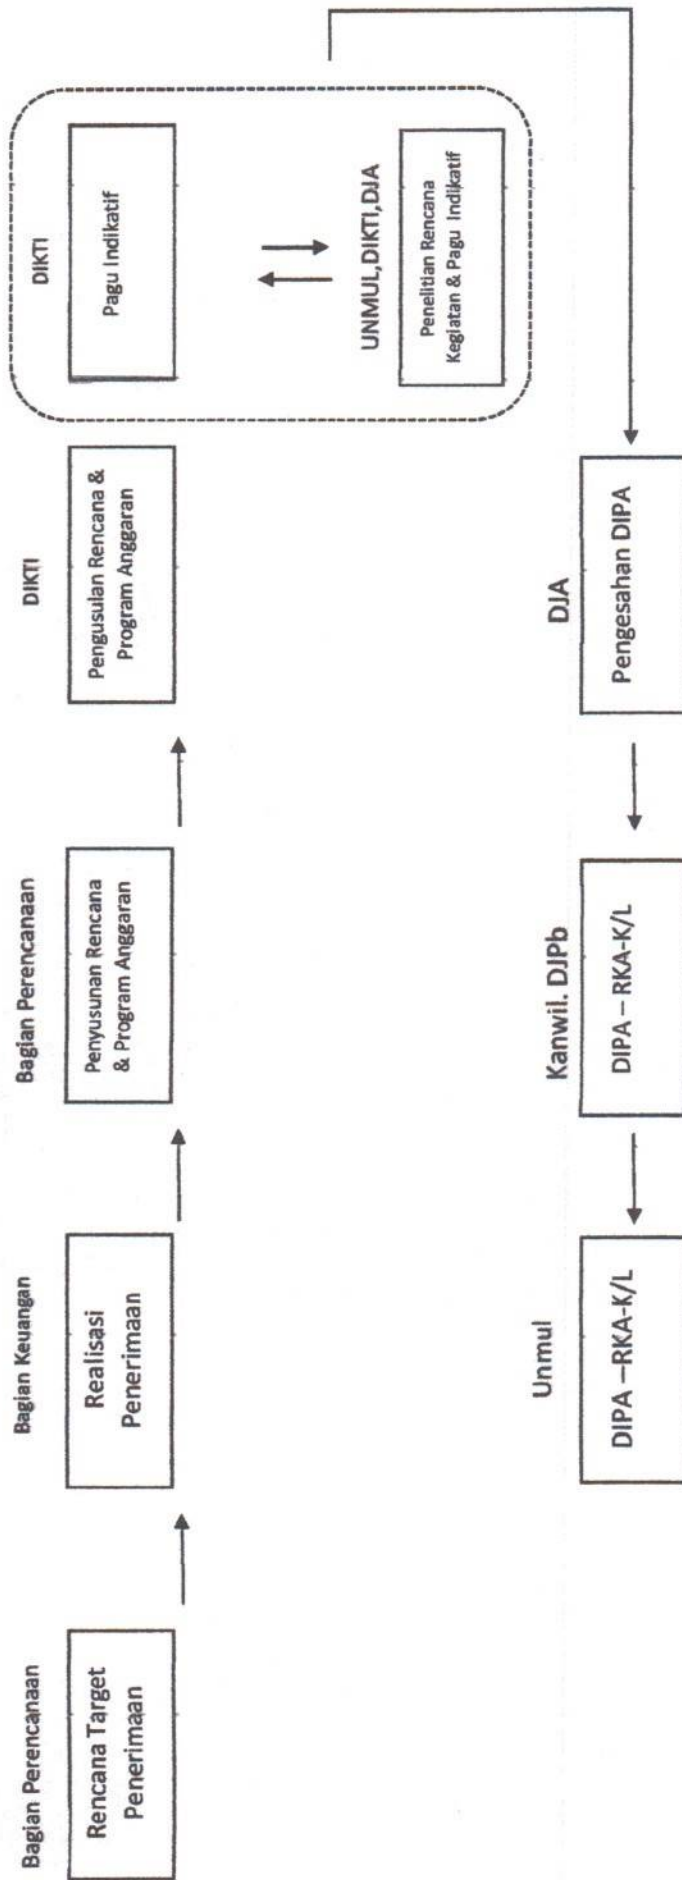 Bagian Perencanaan
Rencana Target
Penerimaan
Bagian Keuangan
Realisasi
Penerimaan
Bagian Perencanaan
Penyusunan Rencana
& Program Anggaran
DIKTI
Pengusulan Rencana &
Program Anggaran
DIKTI
Pagu Indikatif
UNMUL,DIKTI,DJA
Penelitian Rencana
Kegiatan & Pagu Indikatif
DJA
Pengesahan DIPA
Kanwil. DJPb
DIPA – RKA-K/L
Unmul
DIPA –RKA-K/L